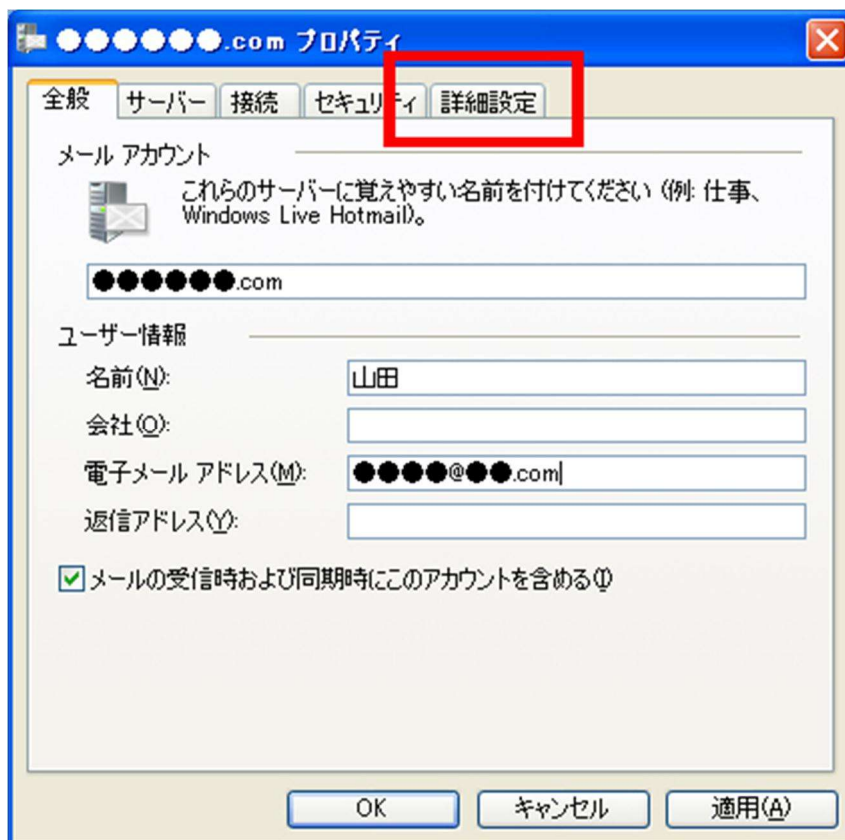 ●●●●●●.com プロパティ
全般 サーバー 接続 セキュリティ 詳細設定
メール アカウント
これらのサーバーに覚えやすい名前を付けてください (例: 仕事、
Windows Live Hotmail)。
●●●●●●.com
ユーザー情報
名前(N): 山田
会社(O):
電子メール アドレス(M): ●●●●@●●.com
返信アドレス(Y):
メールの受信時および同期時にこのアカウントを含める(I)
OK キャンセル 適用(A)